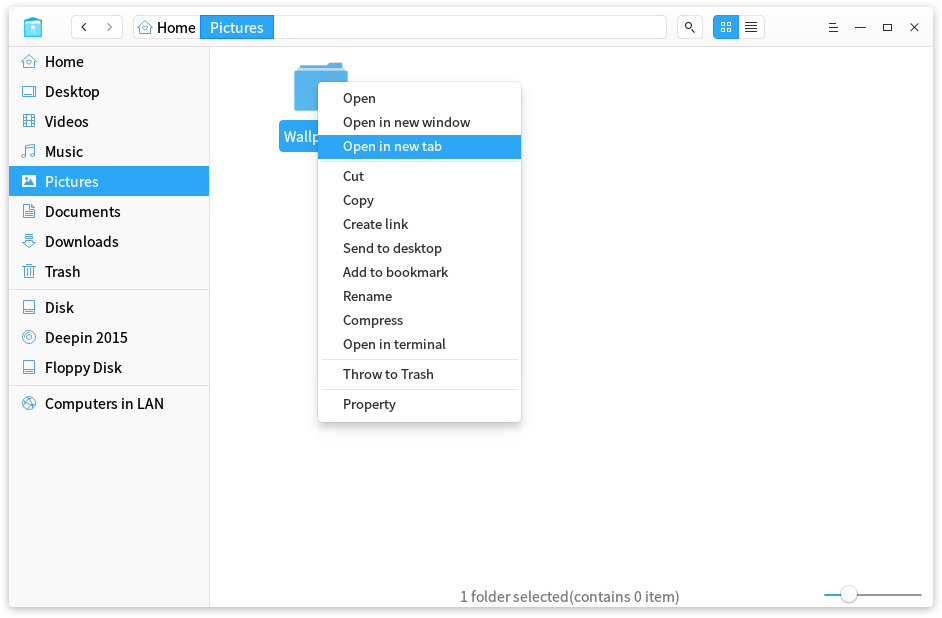 Home Pictures
Home
Desktop
Videos
Music
Pictures
Documents
Downloads
Trash
Disk
Deepin 2015
Floppy Disk
Computers in LAN
Open
Open in new window
Open in new tab
Cut
Copy
Create link
Send to desktop
Add to bookmark
Rename
Compress
Open in terminal
Throw to Trash
Property
1 folder selected(contains 0 item)